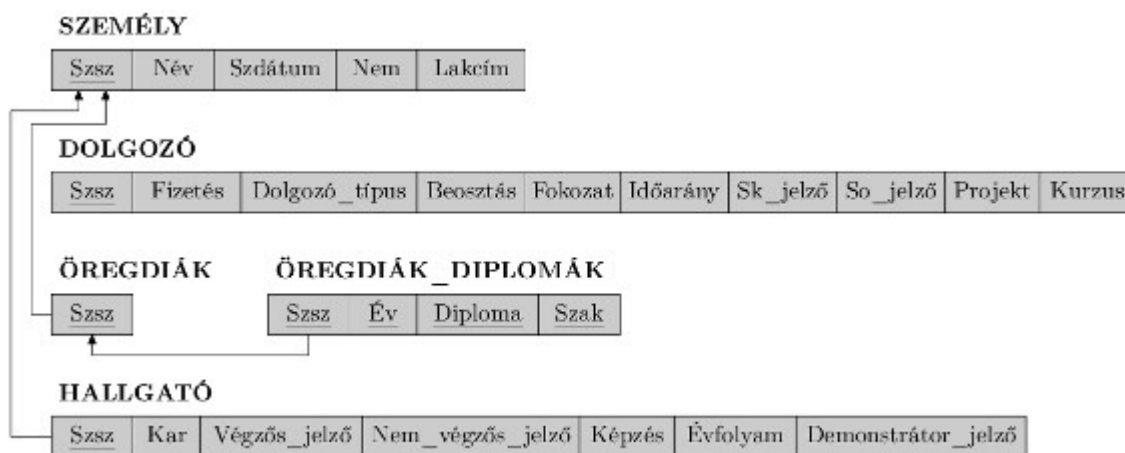 SZEMÉLY
Szsz Név Szdátum Nem Lakcím
DOLGOZÓ
Szsz Fizetés Dolgozó_típus Beosztás Fokozat Időarány Sk_jelző So_jelző Projekt Kurzus
ÖREGDIÁK ÖREGDIÁK_DIPLOMÁK
Szsz Szsz Év Diploma Szak
HALLGATÓ
Szsz Kar Végzős_jelző Nem_végzős_jelző Képzés Évfolyam Demonstrátor_jelző